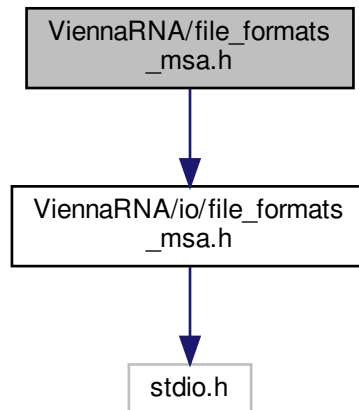 ViennaRNA/file_formats
_msa.h
ViennaRNA/io/file_formats
_msa.h
stdio.h